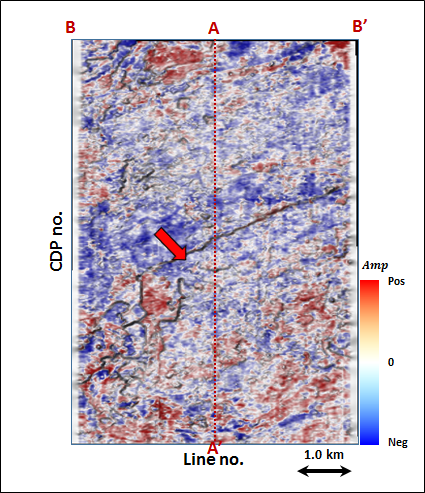 B
A
B’
CDP no.
Amp
Pos
0
Neg
A’
Line no.
1.0 km